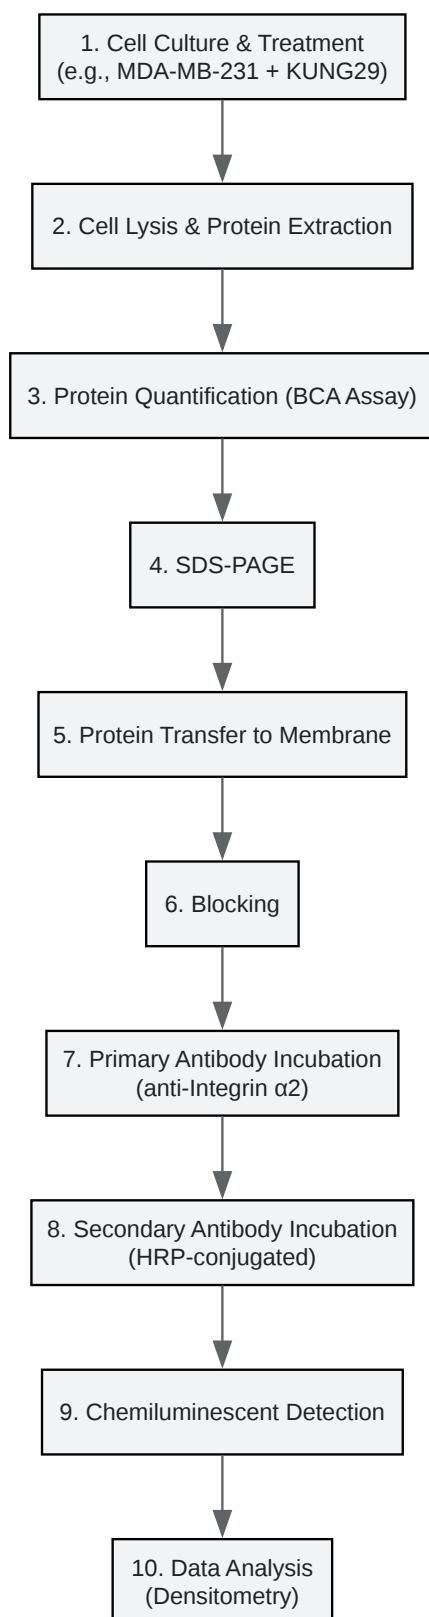 1. Cell Culture & Treatment
(e.g., MDA-MB-231 + KUNG29)
2. Cell Lysis & Protein Extraction
3. Protein Quantification (BCA Assay)
4. SDS-PAGE
5. Protein Transfer to Membrane
6. Blocking
7. Primary Antibody Incubation
(anti-Integrin α2)
8. Secondary Antibody Incubation
(HRP-conjugated)
9. Chemiluminescent Detection
10. Data Analysis
(Densitometry)